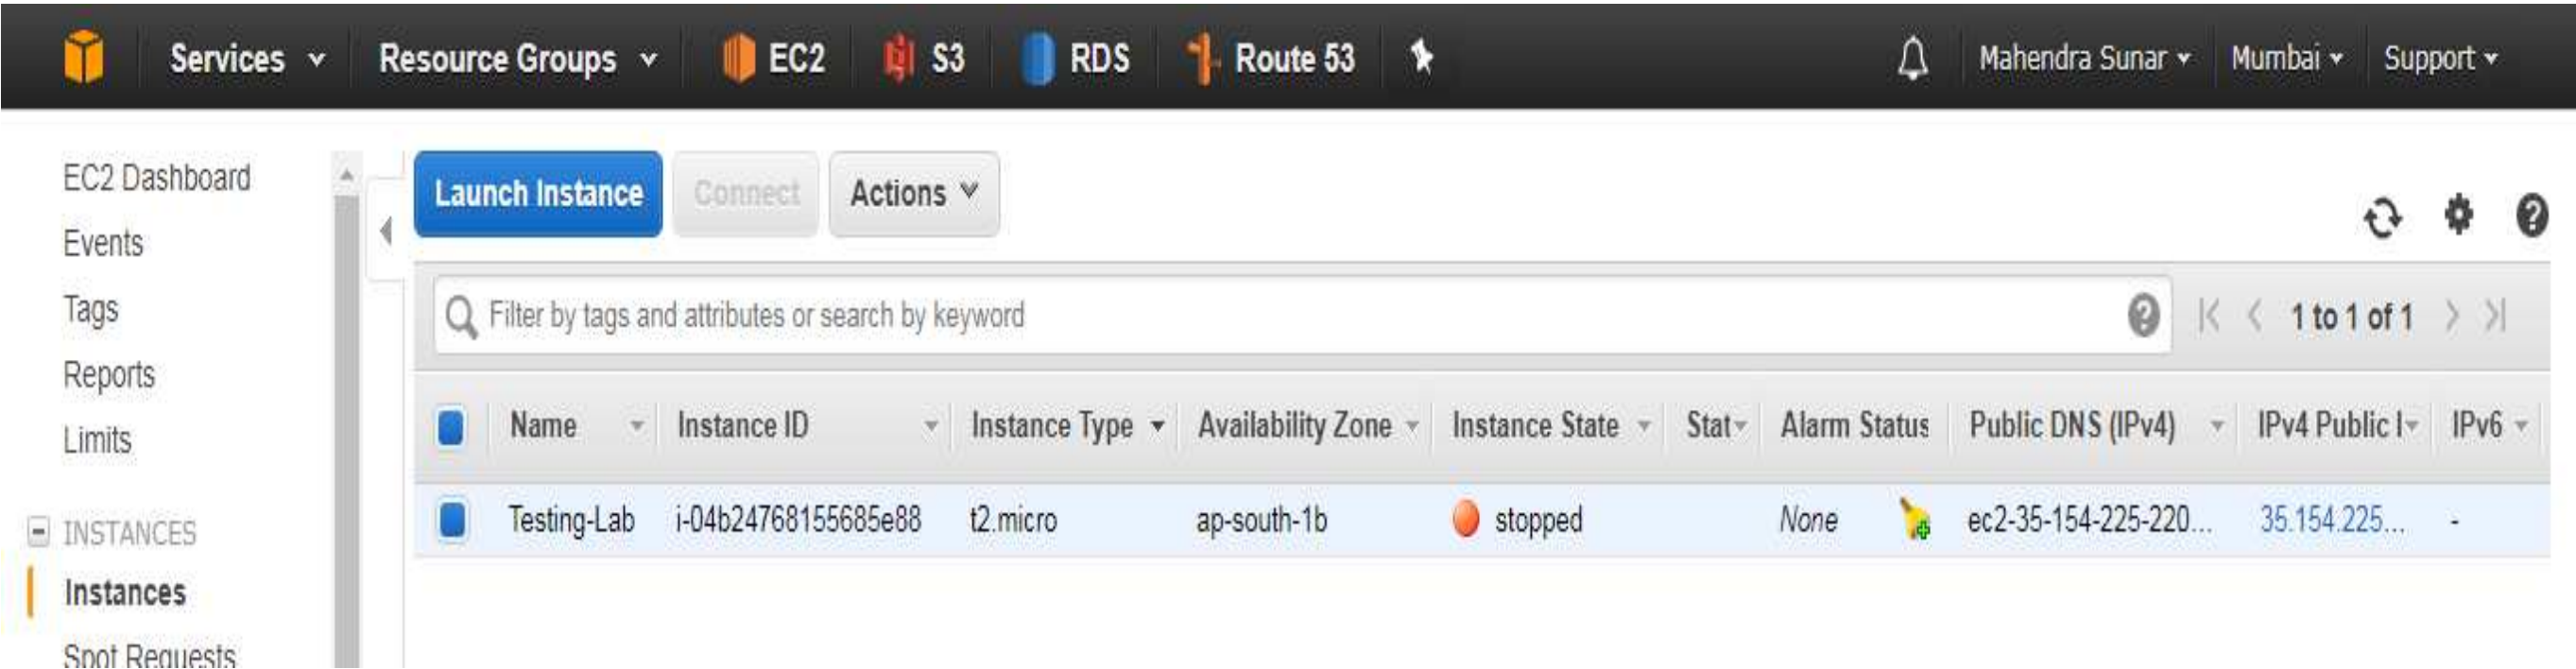 Services Resource Groups EC2 S3 RDS Route 53 Mahendra Sunar Mumbai Support
EC2 Dashboard
Events
Tags
Reports
Limits
INSTANCES
Instances
Spot Requests
Launch Instance Connect Actions
Filter by tags and attributes or search by keyword 1 to 1 of 1
Name Instance ID Instance Type Availability Zone Instance State Stat Alarm Status Public DNS (IPv4) IPv4 Public I IPv6
Testing-Lab i-04b24768155685e88 t2.micro ap-south-1b stopped None ec2-35-154-225-220... 35.154.225... -